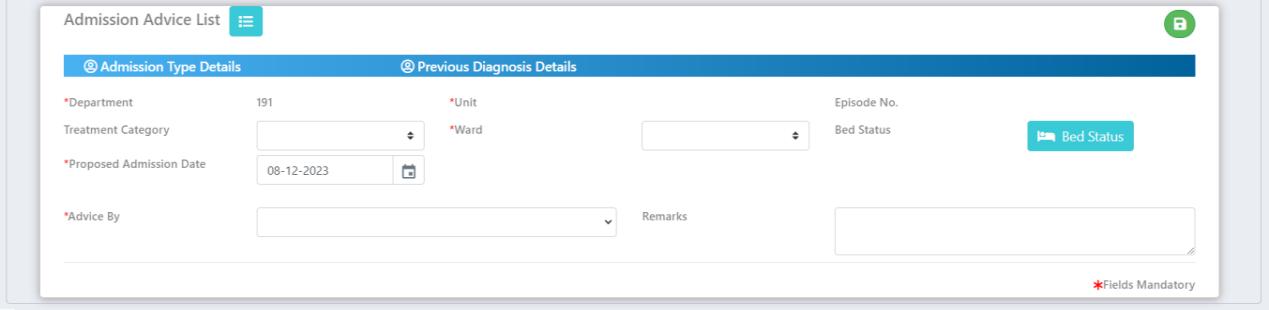 Admission Advice List
Admission Type Details Previous Diagnosis Details
*Department 191 *Unit Episode No.
Treatment Category *Ward Bed Status Bed Status
*Proposed Admission Date 08-12-2023
*Advice By Remarks
*Fields Mandatory